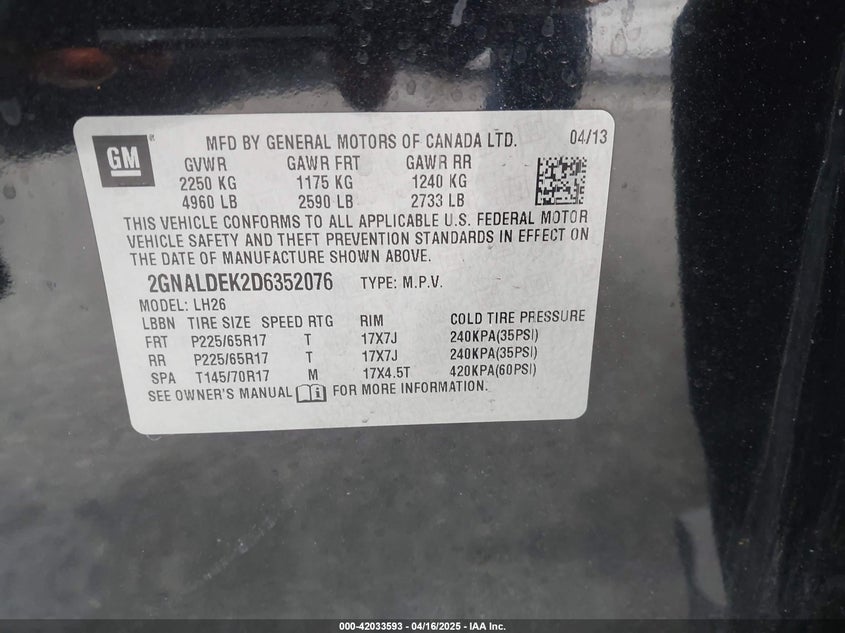 GM
MFD BY GENERAL MOTORS OF CANADA LTD. 04/13
GVWR GAWR FRT GAWR RR
2250 KG 1175 KG 1240 KG
4960 LB 2590 LB 2733 LB
THIS VEHICLE CONFORMS TO ALL APPLICABLE U.S. FEDERAL MOTOR
VEHICLE SAFETY AND THEFT PREVENTION STANDARDS IN EFFECT ON
THE DATE OF MANUFACTURE SHOWN ABOVE.
2GNALDEK2D6352076 TYPE: M.P.V.
MODEL: LH26
LBBN TIRE SIZE SPEED RTG RIM COLD TIRE PRESSURE
FRT P225/65R17 T 17X7J 240KPA(35PSI)
RR P225/65R17 T 17X7J 240KPA(35PSI)
SPA T145/70R17 M 17X4.5T 420KPA(60PSI)
SEE OWNER'S MANUAL FOR MORE INFORMATION.
000-42033593 - 04/16/2025 - IAA Inc.